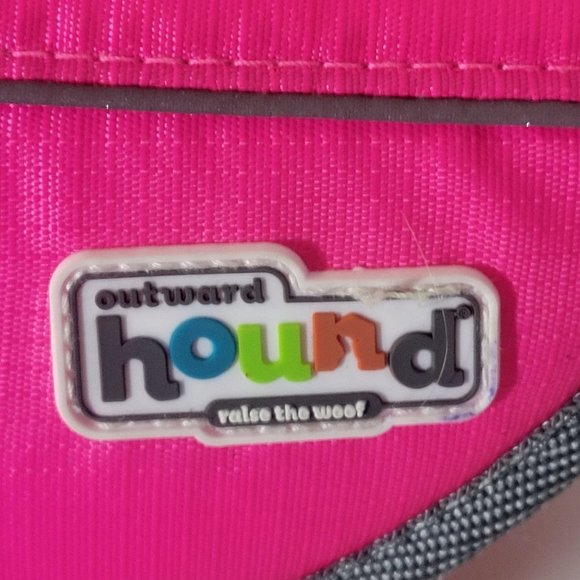 outward
hound®
raise the woof